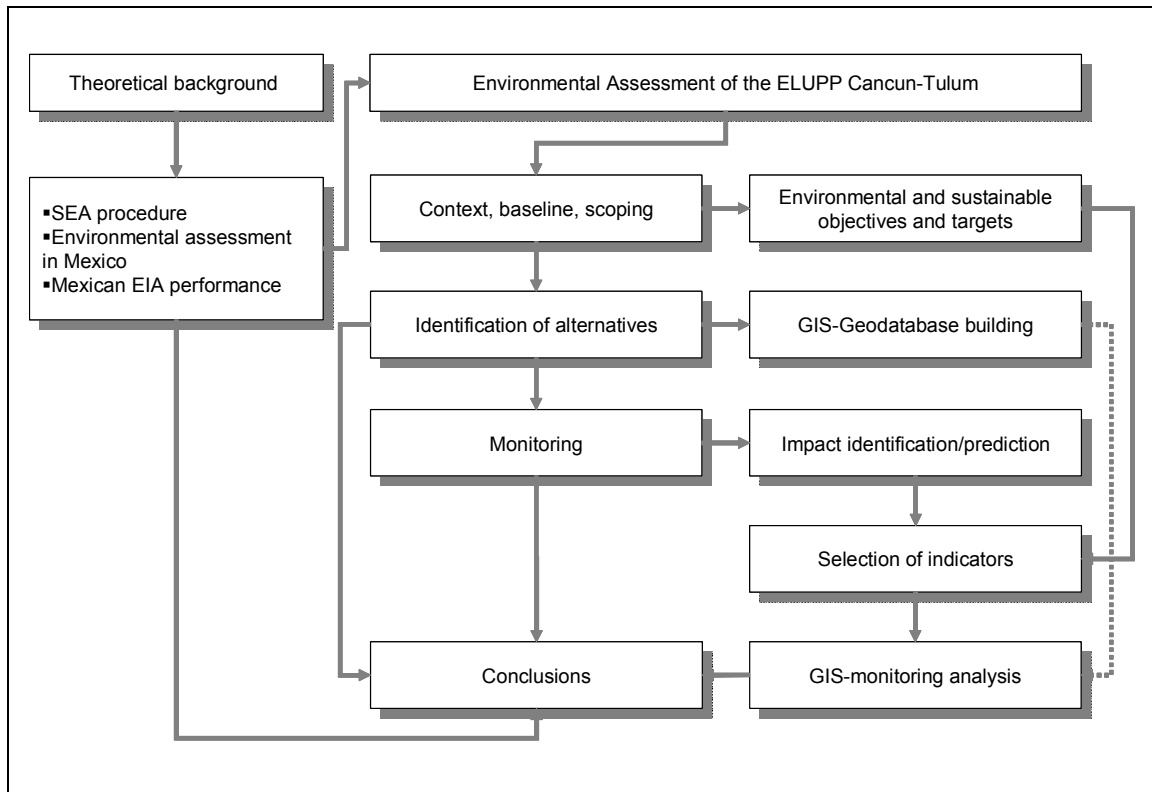 Theoretical background
Environmental Assessment of the ELUPP Cancun-Tulum
▪SEA procedure
▪Environmental assessment
in Mexico
▪Mexican EIA performance
Context, baseline, scoping
Environmental and sustainable
objectives and targets
Identification of alternatives
GIS-Geodatabase building
Monitoring
Impact identification/prediction
Selection of indicators
Conclusions
GIS-monitoring analysis